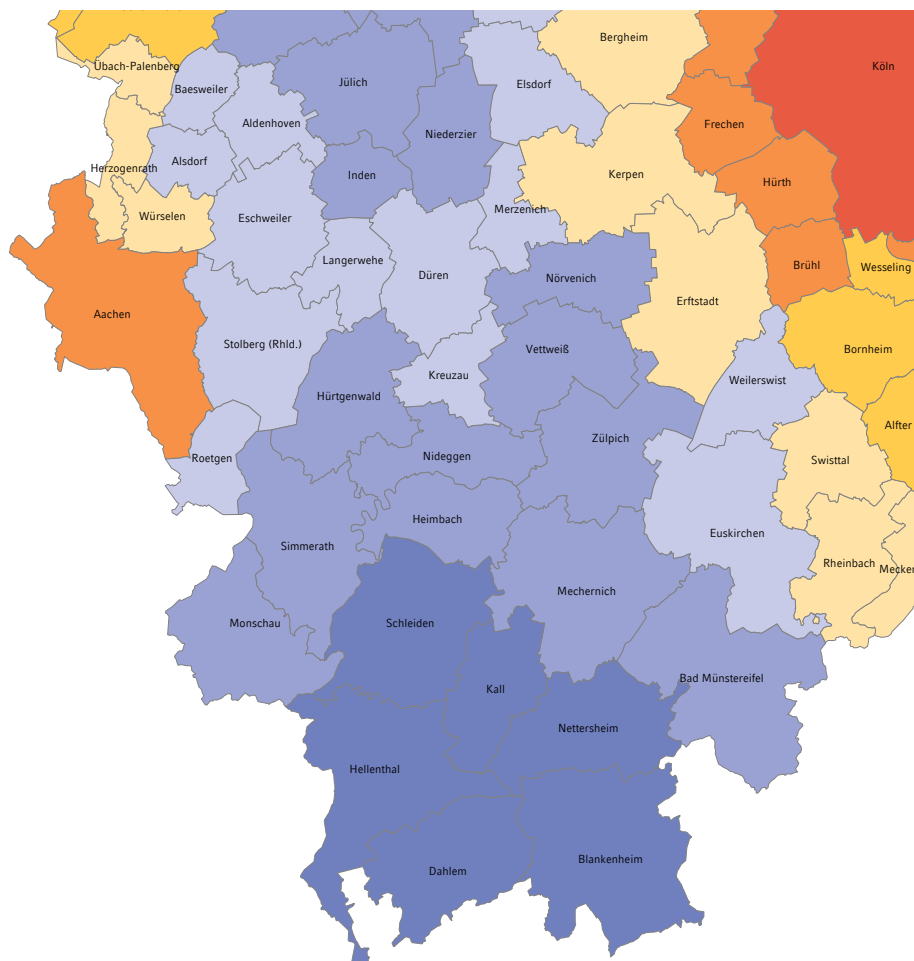 Bergheim
Köln
Übach-Palenberg
Baesweiler
Jülich
Elsdorf
Aldenhoven
Niederzier
Frechen
Herzogenrath
Alsdorf
Inden
Kerpen
Hürth
Würselen
Eschweiler
Merzenich
Langerwehe
Düren
Nörvenich
Brühl
Wesseling
Erftstadt
Aachen
Stolberg (Rhld.)
Vettweiß
Bornheim
Kreuzau
Weilerswist
Hürtgenwald
Alfter
Zülpich
Roetgen
Nideggen
Swisttal
Heimbach
Euskirchen
Simmerath
Rheinbach
Mecken
Mechernich
Monschau
Schleiden
Bad Münstereifel
Kall
Nettersheim
Hellenthal
Dahlem
Blankenheim